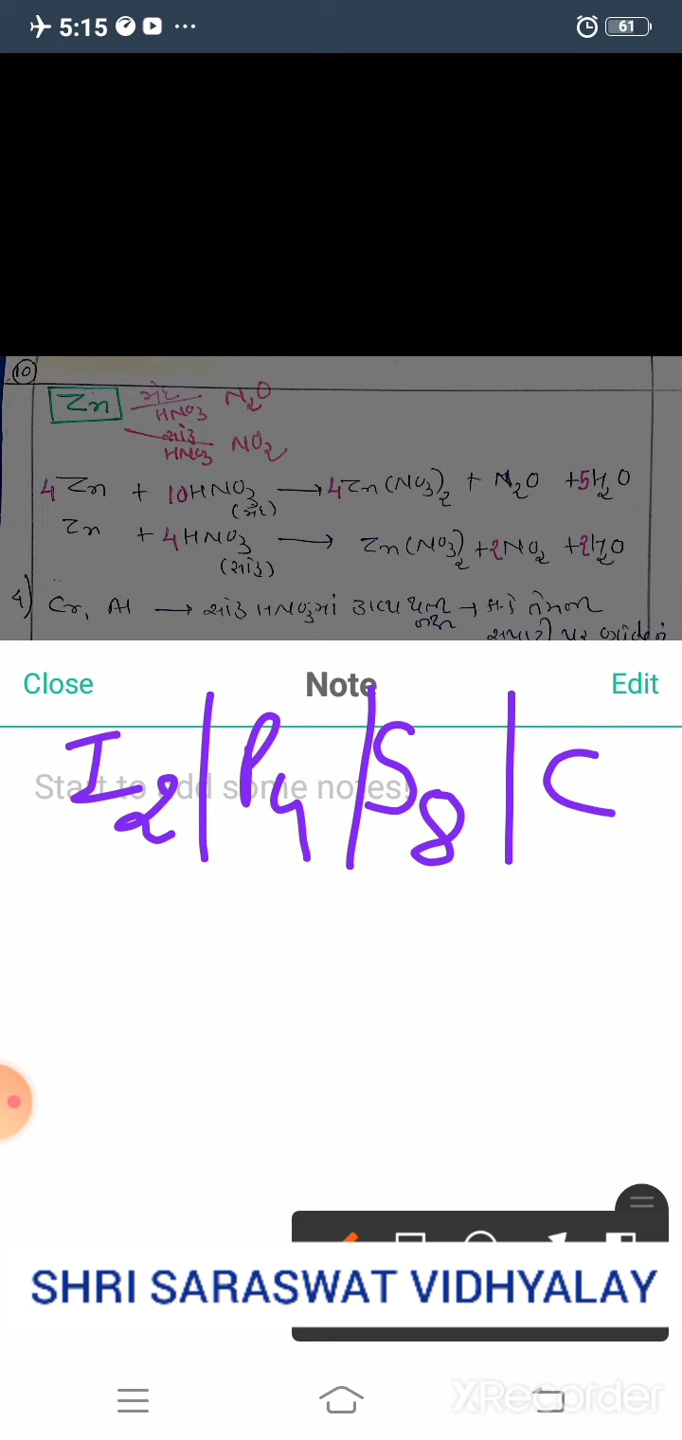 5:15 ... 61
10
Zn મંદ HNO3 N2O
સાંદ્ર HNO3 NO2
4Zn + 10HNO3 → 4Zn(NO3)2 + N2O + 5H2O
(મંદ)
Zn + 4HNO3 → Zn(NO3)2 + 2NO2 + 2H2O
(સાંદ્ર)
4) Cr, Al → સાંદ્ર HNO3માં
Close Note Edit
Start to add some notes!
I2 | P4 | S8 | C
SHRI SARASWAT VIDHYALAY
XRecorder